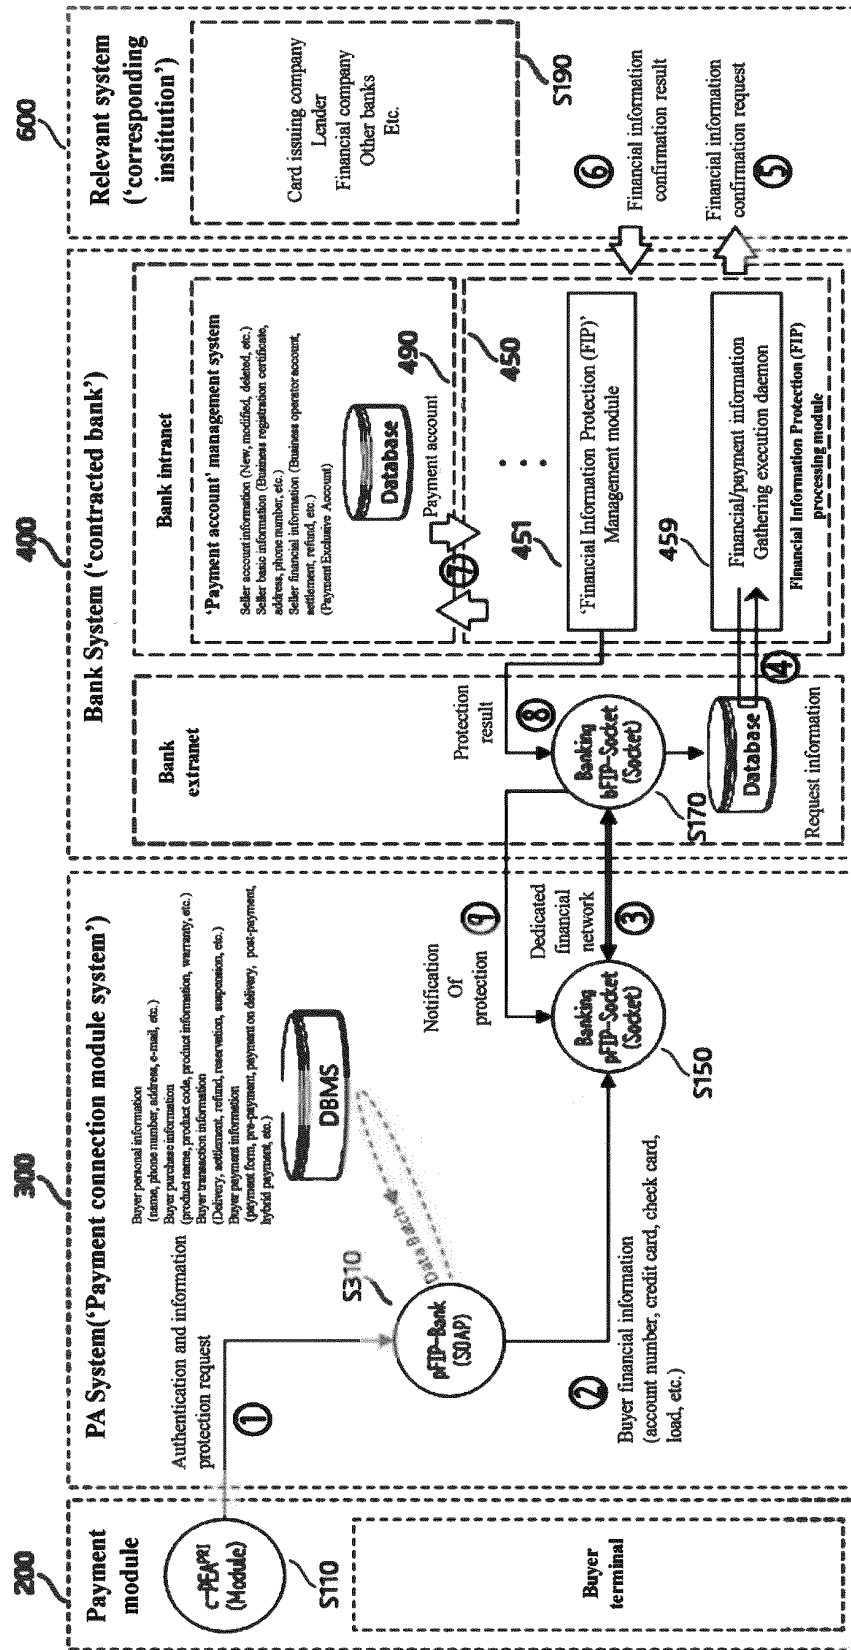 200
Payment
module
c-PEAPRI
(Module)
S110
Buyer
terminal
300
PA System('Payment connection module system')
Buyer personal information
(name, phone number, address, e-mail, etc.)
Buyer purchase information
(product name, product code, product information, warranty, etc.)
Buyer transaction information
(Delivery, settlement, refund, reservation, suspension, etc.)
Buyer payment information
(payment form, pre-payment, payment on delivery, post-payment,
hybrid payment, etc.)
DBMS
Authentication and information
protection request
①
S310
Data Batch
pFIP-Bank
(SOAP)
②
Buyer financial information
(account number, credit card, check card,
load, etc.)
Notification
Of
protection
⑨
Dedicated
financial
network
③
Banking
pFIP-Socket
(Socket)
S150
400
Bank System ('contracted bank')
Bank
extranet
Protection
result
⑧
Banking
bFIP-Socket
(Socket)
S170
Database
Request information
④
Bank intranet
'Payment account' management system
Seller account information (New, modified, deleted, etc.)
Seller basic information (Business registration certificate,
address, phone number, etc.)
Seller financial information (Business operator account,
settlement, refund, etc.)
(Payment Exclusive Account)
Database
490
Payment account
⑦
450
451
'Financial Information Protection (FIP)'
Management module
459
Financial/payment information
Gathering execution daemon
Financial Information Protection (FIP)
processing module
600
Relevant system
('corresponding
institution')
Card issuing company
Lender
Financial company
Other banks
Etc.
S190
⑥
Financial information
confirmation result
Financial information
confirmation request
⑤